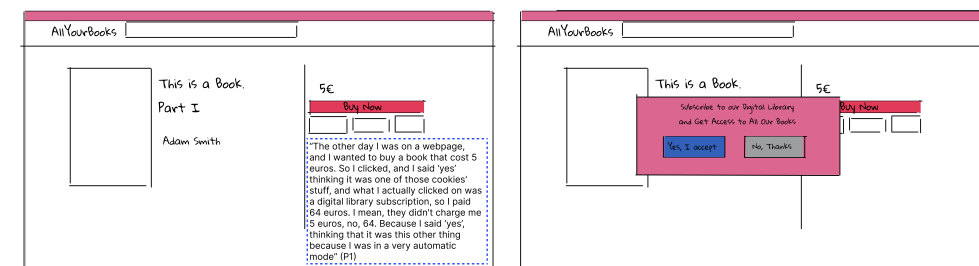 AllYourBooks
This is a Book.
Part I
Adam Smith
5€
Buy Now
"The other day I was on a webpage,
and I wanted to buy a book that cost 5
euros. So I clicked, and I said 'yes'
thinking it was one of those cookies'
stuff, and what I actually clicked on was
a digital library subscription, so I paid
64 euros. I mean, they didn't charge me
5 euros, no, 64. Because I said 'yes',
thinking that it was this other thing
because I was in a very automatic
mode" (P1)
AllYourBooks
This is a Book.
5€
Buy Now
Subscribe to our Digital Library
and Get Access to All Our Books
Yes, I accept
No, Thanks